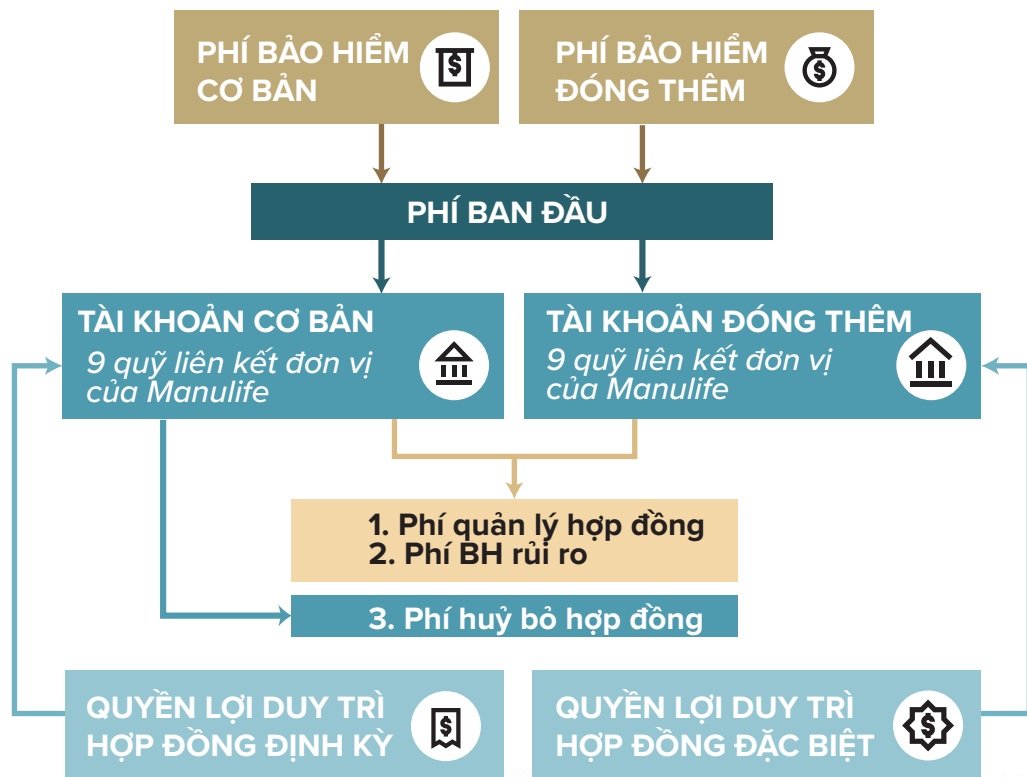 PHÍ BẢO HIỂM
CƠ BẢN
PHÍ BẢO HIỂM
ĐÓNG THÊM
PHÍ BAN ĐẦU
TÀI KHOẢN CƠ BẢN
9 quỹ liên kết đơn vị
của Manulife
TÀI KHOẢN ĐÓNG THÊM
9 quỹ liên kết đơn vị
của Manulife
1. Phí quản lý hợp đồng
2. Phí BH rủi ro
3. Phí huỷ bỏ hợp đồng
QUYỀN LỢI DUY TRÌ
HỢP ĐỒNG ĐỊNH KỲ
QUYỀN LỢI DUY TRÌ
HỢP ĐỒNG ĐẶC BIỆT